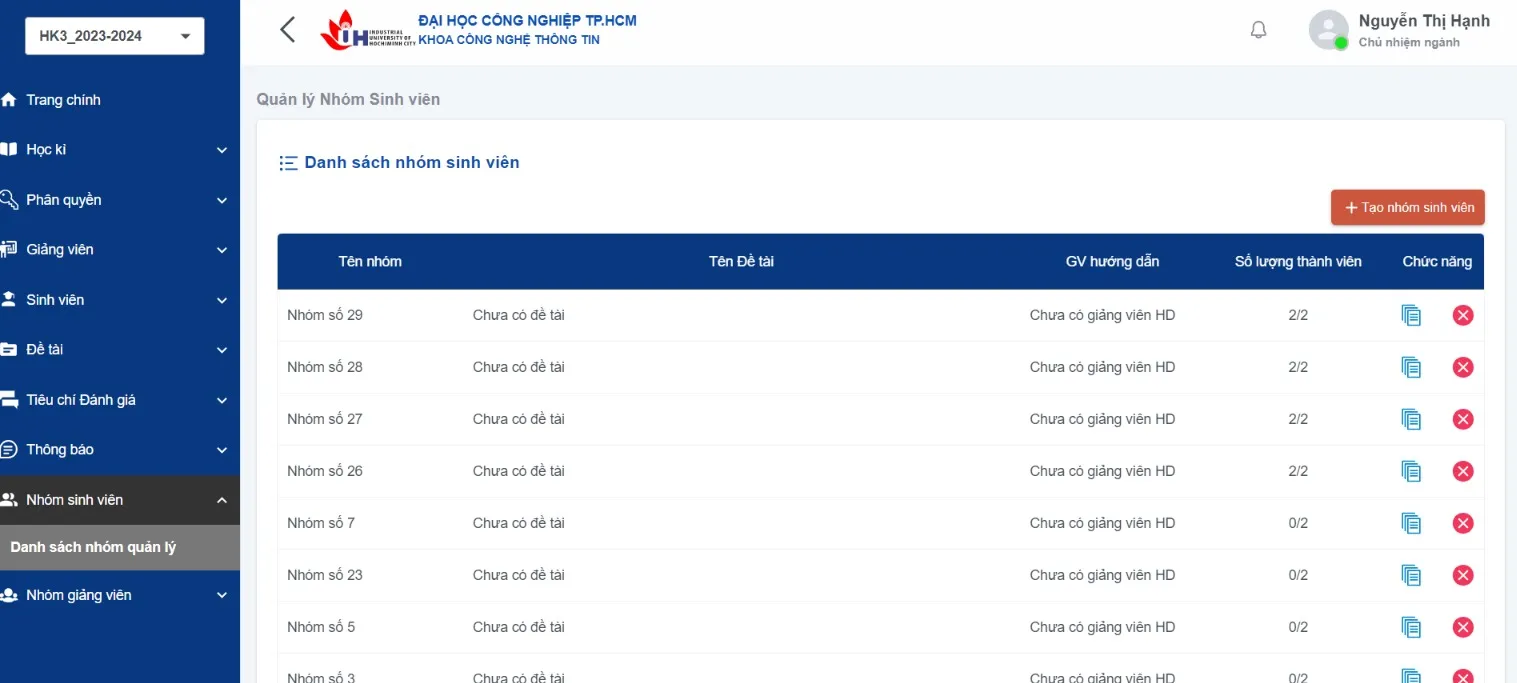 HK3_2023-2024
Trang chính
Học kì
Phân quyền
Giảng viên
Sinh viên
Đề tài
Tiêu chí Đánh giá
Thông báo
Nhóm sinh viên
Danh sách nhóm quản lý
Nhóm giảng viên
IUH
INDUSTRIAL
UNIVERSITY OF
HOCHIMINH CITY
ĐẠI HỌC CÔNG NGHIỆP TP.HCM
KHOA CÔNG NGHỆ THÔNG TIN
Nguyễn Thị Hạnh
Chủ nhiệm ngành
Quản lý Nhóm Sinh viên
Danh sách nhóm sinh viên
+ Tạo nhóm sinh viên
Tên nhóm Tên Đề tài GV hướng dẫn Số lượng thành viên Chức năng
Nhóm số 29 Chưa có đề tài Chưa có giảng viên HD 2/2
Nhóm số 28 Chưa có đề tài Chưa có giảng viên HD 2/2
Nhóm số 27 Chưa có đề tài Chưa có giảng viên HD 2/2
Nhóm số 26 Chưa có đề tài Chưa có giảng viên HD 2/2
Nhóm số 7 Chưa có đề tài Chưa có giảng viên HD 0/2
Nhóm số 23 Chưa có đề tài Chưa có giảng viên HD 0/2
Nhóm số 5 Chưa có đề tài Chưa có giảng viên HD 0/2
Nhóm số 3 Chưa có đề tài Chưa có giảng viên HD 0/2